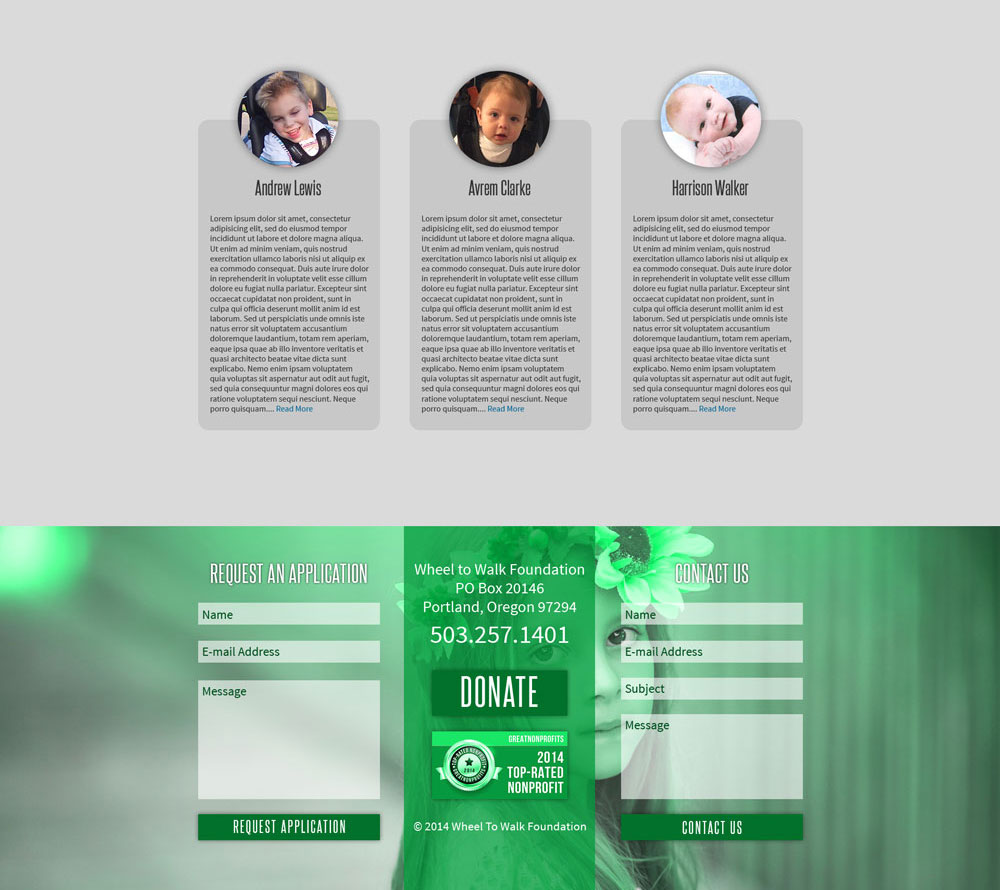 Andrew Lewis
Lorem ipsum dolor sit amet, consectetur
adipisicing elit, sed do eiusmod tempor
incididunt ut labore et dolore magna aliqua.
Ut enim ad minim veniam, quis nostrud
exercitation ullamco laboris nisi ut aliquip ex
ea commodo consequat. Duis aute irure dolor
in reprehenderit in voluptate velit esse cillum
dolore eu fugiat nulla pariatur. Excepteur sint
occaecat cupidatat non proident, sunt in
culpa qui officia deserunt mollit anim id est
laborum. Sed ut perspiciatis unde omnis iste
natus error sit voluptatem accusantium
doloremque laudantium, totam rem aperiam,
eaque ipsa quae ab illo inventore veritatis et
quasi architecto beatae vitae dicta sunt
explicabo. Nemo enim ipsam voluptatem
quia voluptas sit aspernatur aut odit aut fugit,
sed quia consequuntur magni dolores eos qui
ratione voluptatem sequi nesciunt. Neque
porro quisquam.... Read More
Avrem Clarke
Lorem ipsum dolor sit amet, consectetur
adipisicing elit, sed do eiusmod tempor
incididunt ut labore et dolore magna aliqua.
Ut enim ad minim veniam, quis nostrud
exercitation ullamco laboris nisi ut aliquip ex
ea commodo consequat. Duis aute irure dolor
in reprehenderit in voluptate velit esse cillum
dolore eu fugiat nulla pariatur. Excepteur sint
occaecat cupidatat non proident, sunt in
culpa qui officia deserunt mollit anim id est
laborum. Sed ut perspiciatis unde omnis iste
natus error sit voluptatem accusantium
doloremque laudantium, totam rem aperiam,
eaque ipsa quae ab illo inventore veritatis et
quasi architecto beatae vitae dicta sunt
explicabo. Nemo enim ipsam voluptatem
quia voluptas sit aspernatur aut odit aut fugit,
sed quia consequuntur magni dolores eos qui
ratione voluptatem sequi nesciunt. Neque
porro quisquam.... Read More
Harrison Walker
Lorem ipsum dolor sit amet, consectetur
adipisicing elit, sed do eiusmod tempor
incididunt ut labore et dolore magna aliqua.
Ut enim ad minim veniam, quis nostrud
exercitation ullamco laboris nisi ut aliquip ex
ea commodo consequat. Duis aute irure dolor
in reprehenderit in voluptate velit esse cillum
dolore eu fugiat nulla pariatur. Excepteur sint
occaecat cupidatat non proident, sunt in
culpa qui officia deserunt mollit anim id est
laborum. Sed ut perspiciatis unde omnis iste
natus error sit voluptatem accusantium
doloremque laudantium, totam rem aperiam,
eaque ipsa quae ab illo inventore veritatis et
quasi architecto beatae vitae dicta sunt
explicabo. Nemo enim ipsam voluptatem
quia voluptas sit aspernatur aut odit aut fugit,
sed quia consequuntur magni dolores eos qui
ratione voluptatem sequi nesciunt. Neque
porro quisquam.... Read More
REQUEST AN APPLICATION
Name
E-mail Address
Message
REQUEST APPLICATION
Wheel to Walk Foundation
PO Box 20146
Portland, Oregon 97294
503.257.1401
DONATE
GREATNONPROFITS
2014
TOP-RATED
NONPROFIT
TOP-RATED NONPROFIT
2014
GREATNONPROFITS
© 2014 Wheel To Walk Foundation
CONTACT US
Name
E-mail Address
Subject
Message
CONTACT US